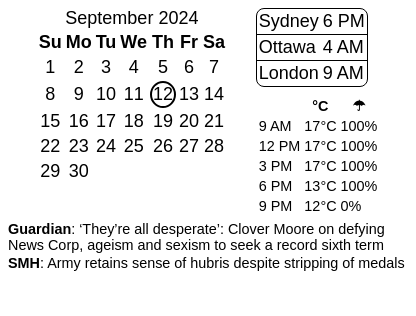 September 2024
Su Mo Tu We Th Fr Sa
1 2 3 4 5 6 7
8 9 10 11 12 13 14
15 16 17 18 19 20 21
22 23 24 25 26 27 28
29 30
Sydney 6 PM
Ottawa 4 AM
London 9 AM
°C ☂
9 AM 17°C 100%
12 PM 17°C 100%
3 PM 17°C 100%
6 PM 13°C 100%
9 PM 12°C 0%
Guardian: ‘They’re all desperate’: Clover Moore on defying
News Corp, ageism and sexism to seek a record sixth term
SMH: Army retains sense of hubris despite stripping of medals